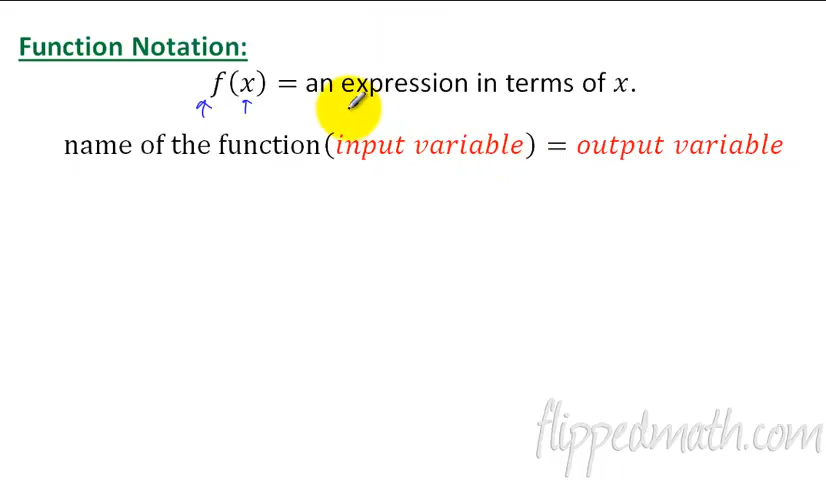 Function Notation:
f(x) = an expression in terms of x.
name of the function(input variable) = output variable
flippedmath.com